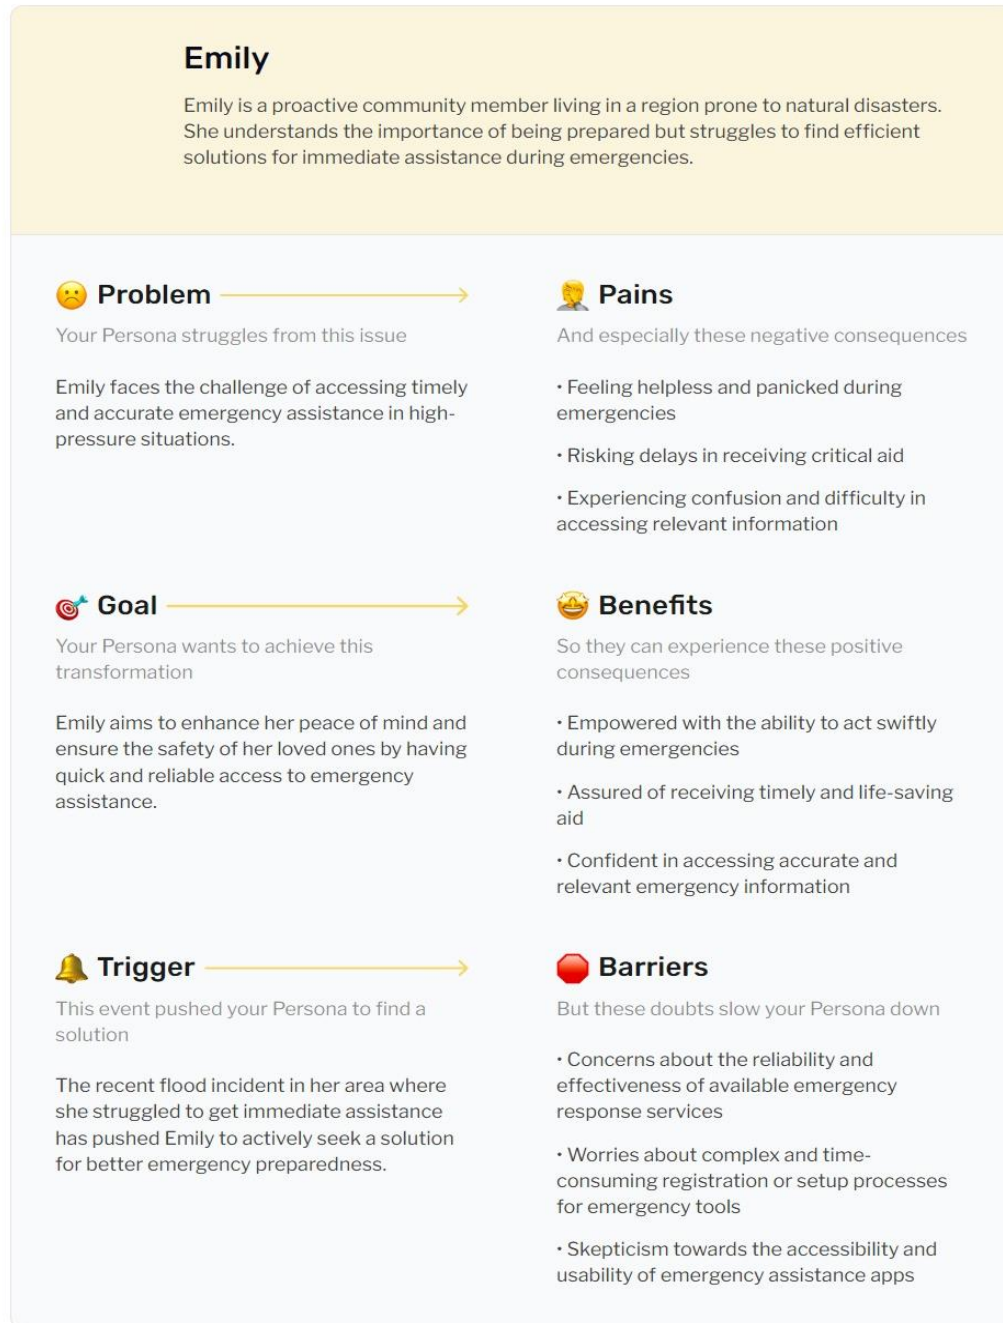 Emily
Emily is a proactive community member living in a region prone to natural disasters.
She understands the importance of being prepared but struggles to find efficient
solutions for immediate assistance during emergencies.
Problem
Your Persona struggles from this issue
Emily faces the challenge of accessing timely
and accurate emergency assistance in high-
pressure situations.
Pains
And especially these negative consequences
• Feeling helpless and panicked during
emergencies
• Risking delays in receiving critical aid
• Experiencing confusion and difficulty in
accessing relevant information
Goal
Your Persona wants to achieve this
transformation
Emily aims to enhance her peace of mind and
ensure the safety of her loved ones by having
quick and reliable access to emergency
assistance.
Benefits
So they can experience these positive
consequences
• Empowered with the ability to act swiftly
during emergencies
• Assured of receiving timely and life-saving
aid
• Confident in accessing accurate and
relevant emergency information
Trigger
This event pushed your Persona to find a
solution
The recent flood incident in her area where
she struggled to get immediate assistance
has pushed Emily to actively seek a solution
for better emergency preparedness.
Barriers
But these doubts slow your Persona down
• Concerns about the reliability and
effectiveness of available emergency
response services
• Worries about complex and time-
consuming registration or setup processes
for emergency tools
• Skepticism towards the accessibility and
usability of emergency assistance apps